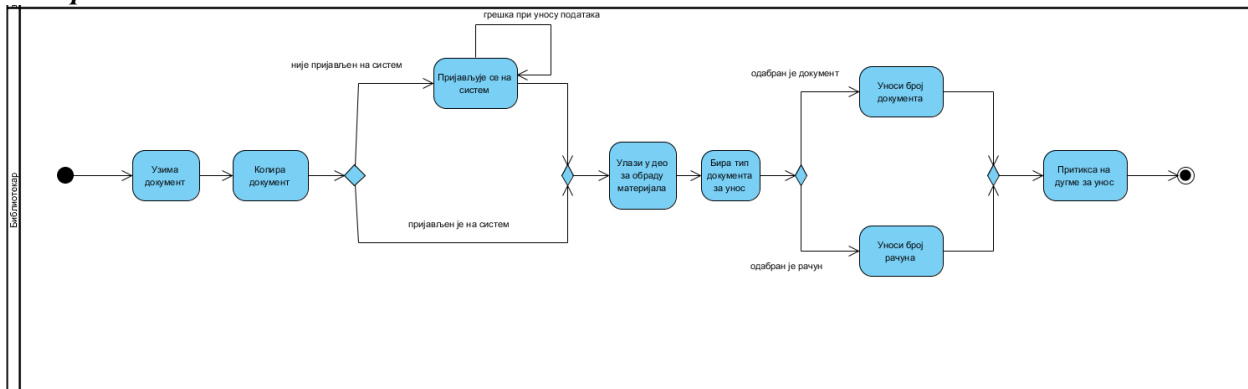 грешка при уносу података
није пријављен на систем
Пријављује се на
систем
одабран је документ
Уноси број
документа
Узима
документ
Копира
документ
Улази у део
за обраду
материјала
Бира тип
документа
за унос
Притикса на
дугме за унос
Библиотекар
пријављен је на систем
Уноси број
рачуна
одабран је рачун